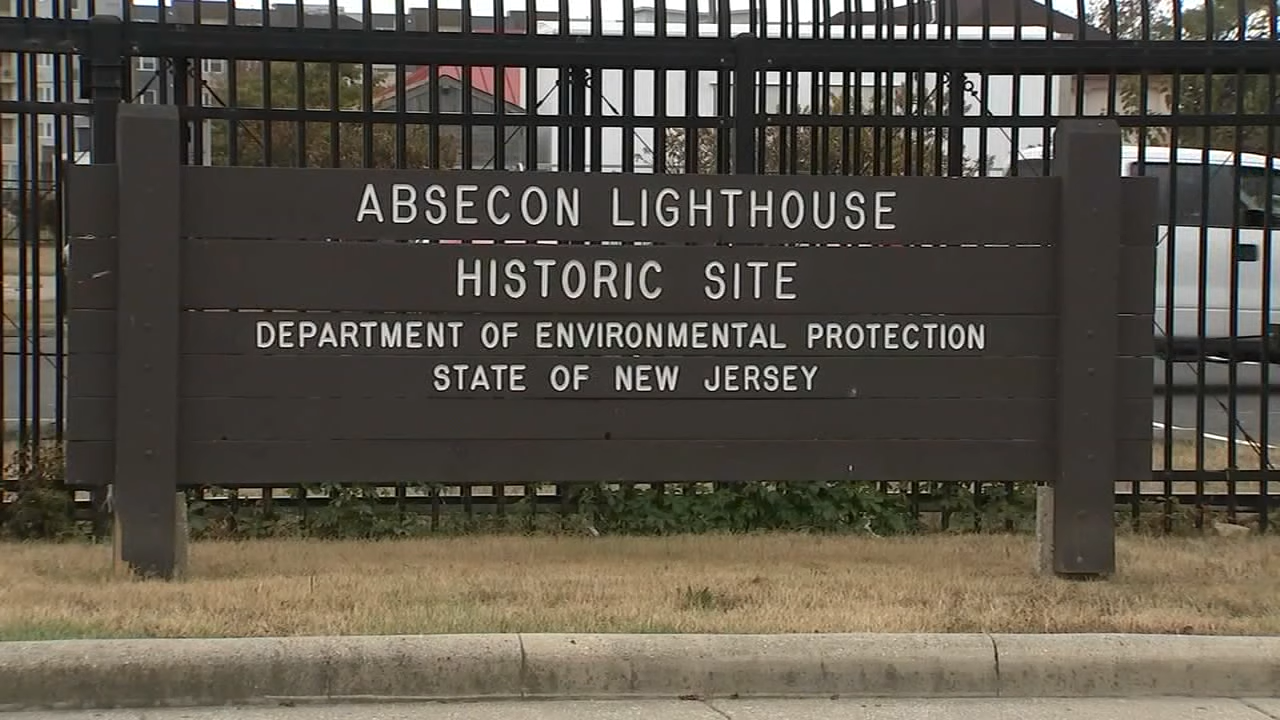 ABSECON LIGHTHOUSE
HISTORIC SITE
DEPARTMENT OF ENVIRONMENTAL PROTECTION
STATE OF NEW JERSEY